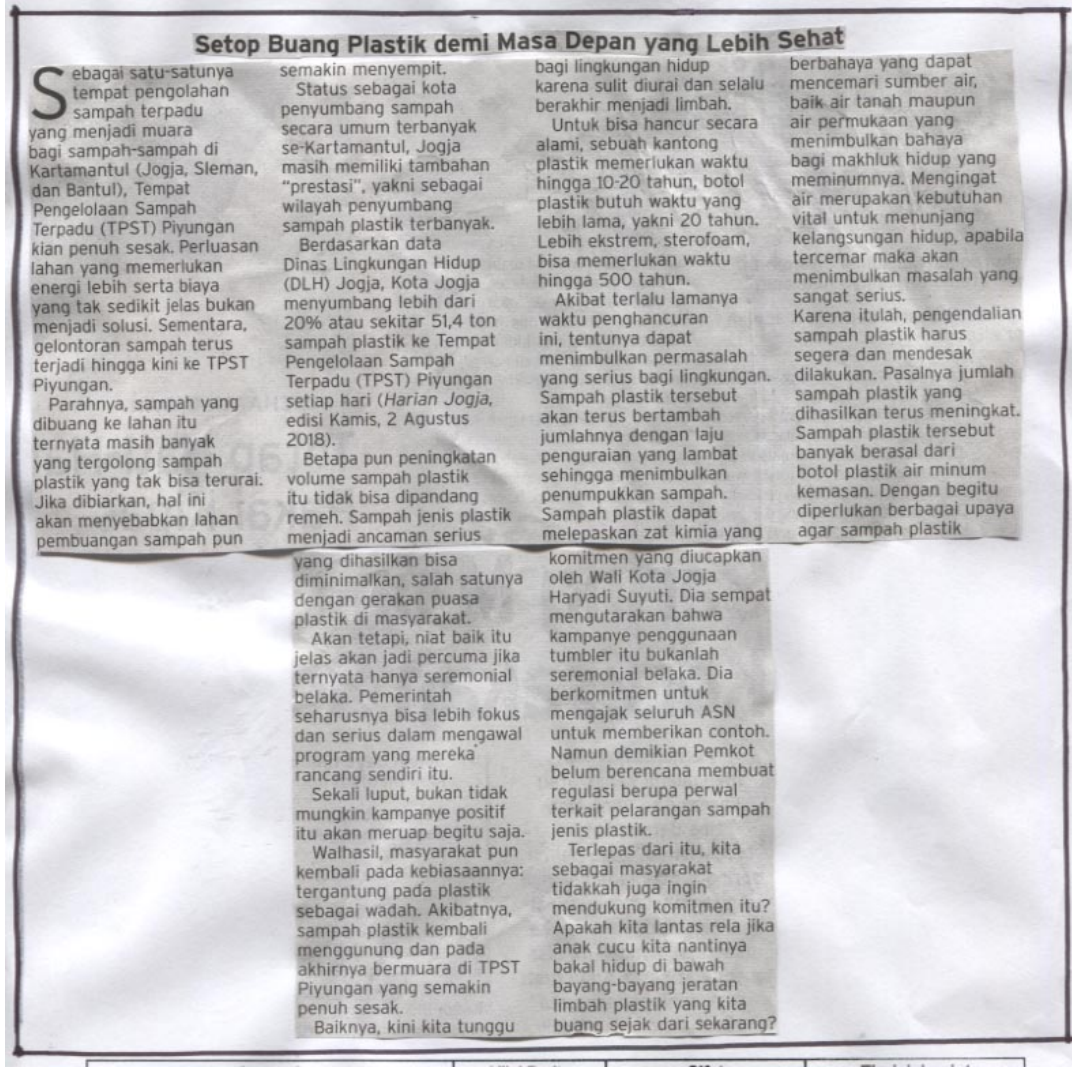 Setop Buang Plastik demi Masa Depan yang Lebih Sehat
Sebagai satu-satunya
tempat pengolahan
sampah terpadu
yang menjadi muara
bagi sampah-sampah di
Kartamantul (Jogja, Sleman,
dan Bantul), Tempat
Pengelolaan Sampah
Terpadu (TPST) Piyungan
kian penuh sesak. Perluasan
lahan yang memerlukan
energi lebih serta biaya
yang tak sedikit jelas bukan
menjadi solusi. Sementara,
gelontoran sampah terus
terjadi hingga kini ke TPST
Piyungan.
Parahnya, sampah yang
dibuang ke lahan itu
ternyata masih banyak
yang tergolong sampah
plastik yang tak bisa terurai.
Jika dibiarkan, hal ini
akan menyebabkan lahan
pembuangan sampah pun
semakin menyempit.
Status sebagai kota
penyumbang sampah
secara umum terbanyak
se-Kartamantul, Jogja
masih memiliki tambahan
“prestasi”, yakni sebagai
wilayah penyumbang
sampah plastik terbanyak.
Berdasarkan data
Dinas Lingkungan Hidup
(DLH) Jogja, Kota Jogja
menyumbang lebih dari
20% atau sekitar 51,4 ton
sampah plastik ke Tempat
Pengelolaan Sampah
Terpadu (TPST) Piyungan
setiap hari (Harian Jogja,
edisi Kamis, 2 Agustus
2018).
Betapa pun peningkatan
volume sampah plastik
itu tidak bisa dipandang
remeh. Sampah jenis plastik
menjadi ancaman serius
bagi lingkungan hidup
karena sulit diurai dan selalu
berakhir menjadi limbah.
Untuk bisa hancur secara
alami, sebuah kantong
plastik memerlukan waktu
hingga 10-20 tahun, botol
plastik butuh waktu yang
lebih lama, yakni 20 tahun.
Lebih ekstrem, sterofoam,
bisa memerlukan waktu
hingga 500 tahun.
Akibat terlalu lamanya
waktu penghancuran
ini, tentunya dapat
menimbulkan permasalah
yang serius bagi lingkungan.
Sampah plastik tersebut
akan terus bertambah
jumlahnya dengan laju
penguraian yang lambat
sehingga menimbulkan
penumpukkan sampah.
Sampah plastik dapat
melepaskan zat kimia yang
berbahaya yang dapat
mencemari sumber air,
baik air tanah maupun
air permukaan yang
menimbulkan bahaya
bagi makhluk hidup yang
meminumnya. Mengingat
air merupakan kebutuhan
vital untuk menunjang
kelangsungan hidup, apabila
tercemar maka akan
menimbulkan masalah yang
sangat serius.
Karena itulah, pengendalian
sampah plastik harus
segera dan mendesak
dilakukan. Pasalnya jumlah
sampah plastik yang
dihasilkan terus meningkat.
Sampah plastik tersebut
banyak berasal dari
botol plastik air minum
kemasan. Dengan begitu
diperlukan berbagai upaya
agar sampah plastik
yang dihasilkan bisa
diminimalkan, salah satunya
dengan gerakan puasa
plastik di masyarakat.
Akan tetapi, niat baik itu
jelas akan jadi percuma jika
ternyata hanya seremonial
belaka. Pemerintah
seharusnya bisa lebih fokus
dan serius dalam mengawal
program yang mereka
rancang sendiri itu.
Sekali luput, bukan tidak
mungkin kampanye positif
itu akan meruap begitu saja.
Walhasil, masyarakat pun
kembali pada kebiasaannya:
tergantung pada plastik
sebagai wadah. Akibatnya,
sampah plastik kembali
menggunung dan pada
akhirnya bermuara di TPST
Piyungan yang semakin
penuh sesak.
Baiknya, kini kita tunggu
komitmen yang diucapkan
oleh Wali Kota Jogja
Haryadi Suyuti. Dia sempat
mengutarakan bahwa
kampanye penggunaan
tumbler itu bukanlah
seremonial belaka. Dia
berkomitmen untuk
mengajak seluruh ASN
untuk memberikan contoh.
Namun demikian Pemkot
belum berencana membuat
regulasi berupa perwal
terkait pelarangan sampah
jenis plastik.
Terlepas dari itu, kita
sebagai masyarakat
tidakkah juga ingin
mendukung komitmen itu?
Apakah kita lantas rela jika
anak cucu kita nantinya
bakal hidup di bawah
bayang-bayang jeratan
limbah plastik yang kita
buang sejak dari sekarang?